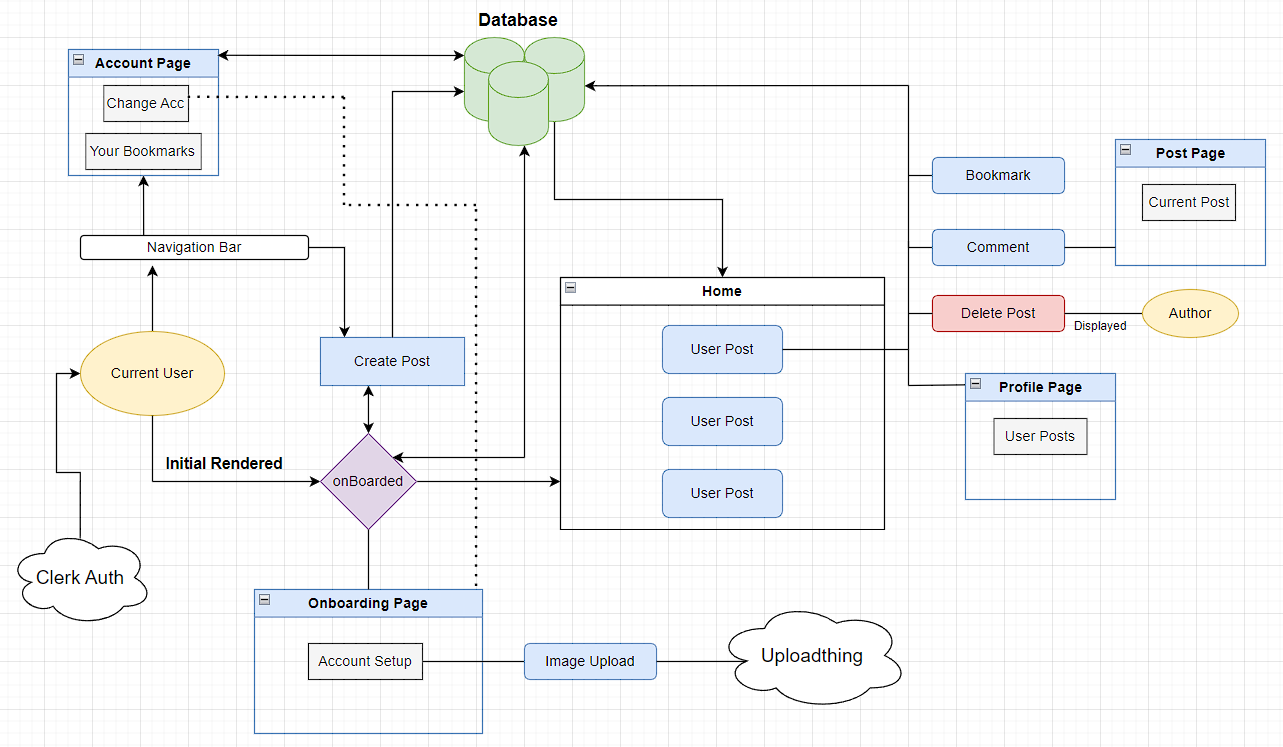 Database
Account Page
Change Acc
Your Bookmarks
Navigation Bar
Current User
Create Post
Initial Rendered
onBoarded
Clerk Auth
Onboarding Page
Account Setup
Image Upload
Uploadthing
Home
User Post
User Post
User Post
Bookmark
Comment
Delete Post
Displayed
Author
Post Page
Current Post
Profile Page
User Posts